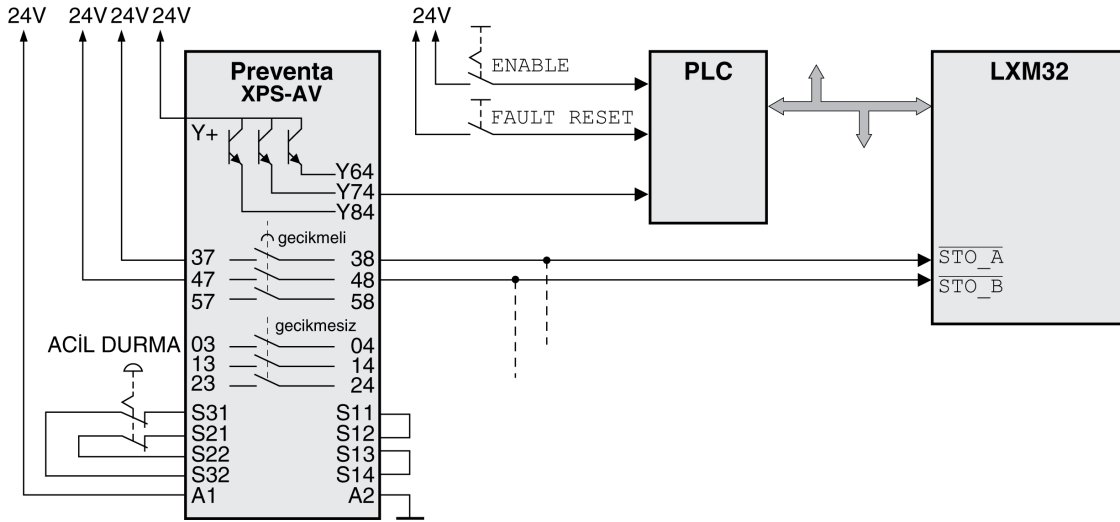 24V 24V 24V 24V 24V
Preventa
XPS-AV
PLC
LXM32
ENABLE
FAULT RESET
Y+
Y64
Y74
Y84
gecikmeli
37 38
47 48
57 58
STO_A
STO_B
gecikmesiz
ACİL DURMA
03 04
13 14
23 24
S31 S11
S21 S12
S22 S13
S32 S14
A1 A2